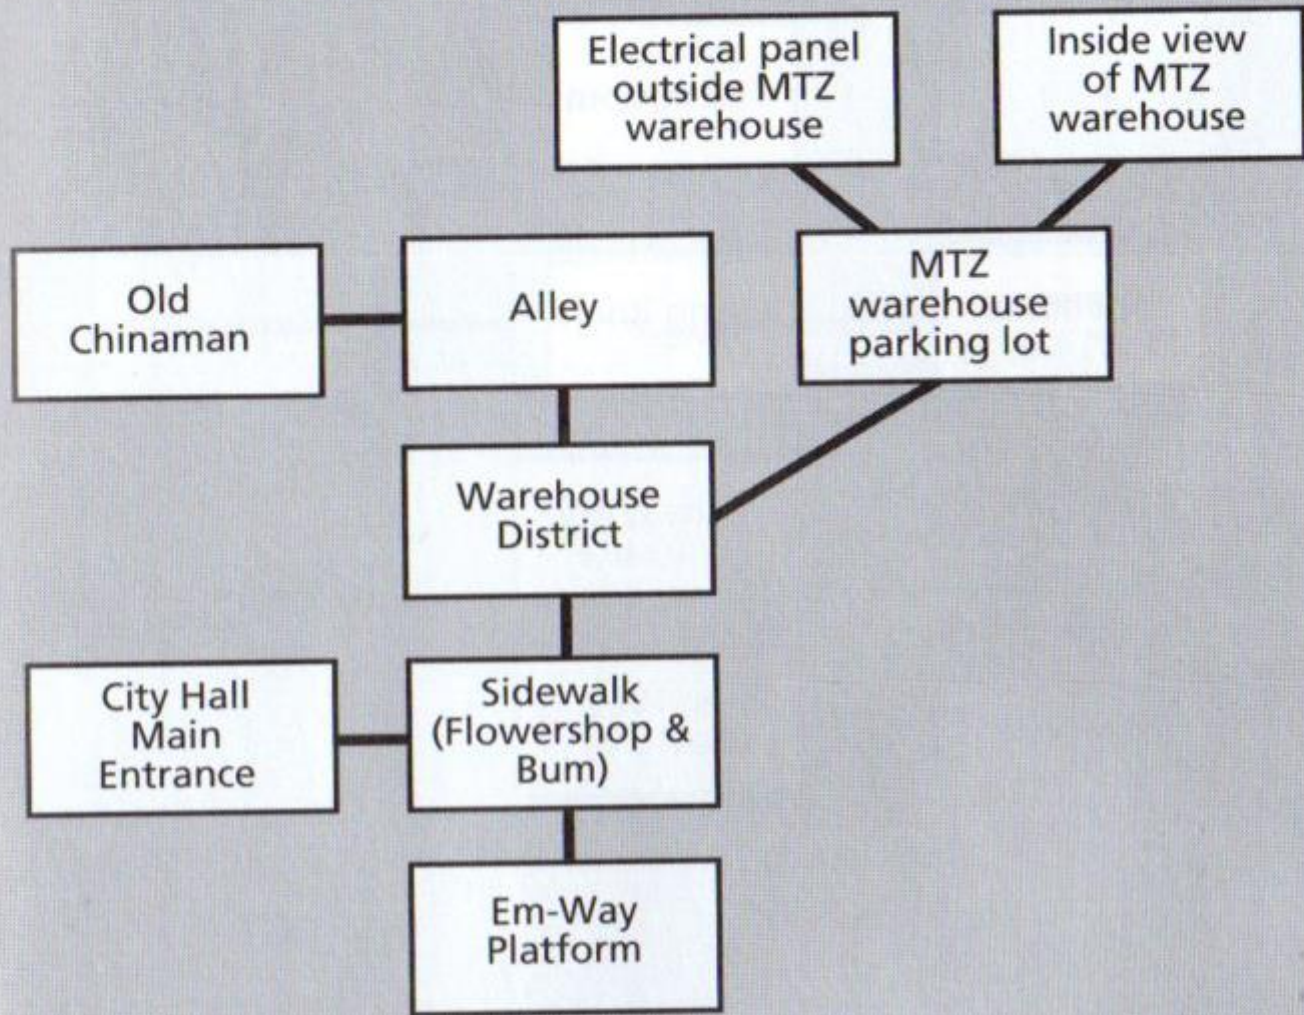 Electrical panel
outside MTZ
warehouse
Inside view
of MTZ
warehouse
Old
Chinaman
Alley
MTZ
warehouse
parking lot
Warehouse
District
City Hall
Main
Entrance
Sidewalk
(Flowershop &
Bum)
Em-Way
Platform